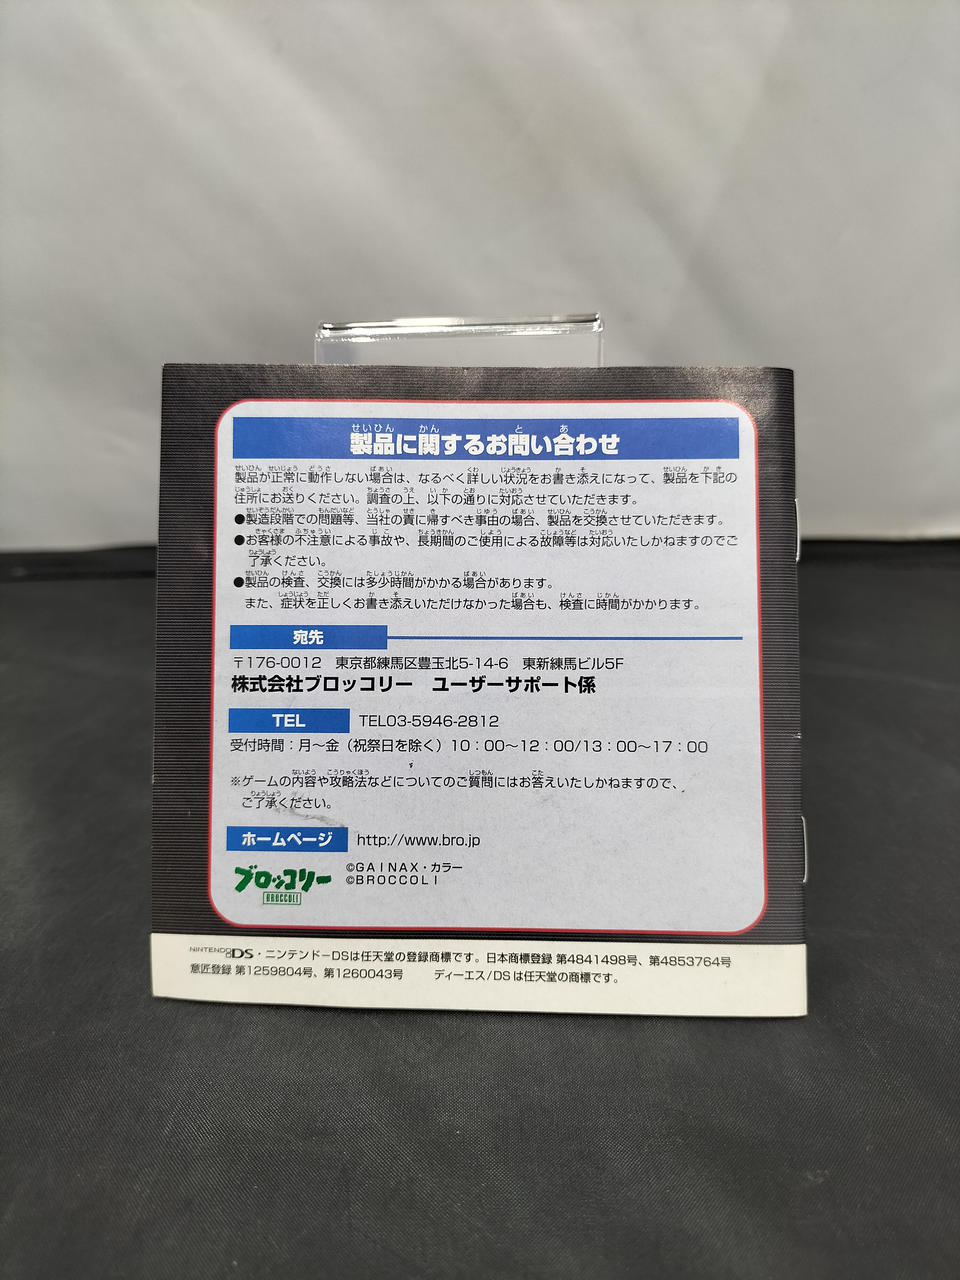 製品に関するお問い合わせ
製品が正常に動作しない場合は、なるべく詳しい状況をお書き添えになって、製品を下記の
住所にお送りください。調査の上、以下の通りに対応させていただきます。
●製造段階での問題等、当社の責に帰すべき事由の場合、製品を交換させていただきます。
●お客様の不注意による事故や、長期間のご使用による故障等は対応いたしかねますのでご
了承ください。
●製品の検査、交換には多少時間がかかる場合があります。
また、症状を正しくお書き添えいただけなかった場合も、検査に時間がかかります。
宛先
〒176-0012 東京都練馬区豊玉北5-14-6 東新練馬ビル5F
株式会社ブロッコリー ユーザーサポート係
TEL TEL03-5946-2812
受付時間：月～金（祝祭日を除く）10：00～12：00/13：00～17：00
※ゲームの内容や攻略法などについてのご質問にはお答えいたしかねますので、
ご了承ください。
ホームページ http://www.bro.jp
ブロッコリー
BROCCOLI
©GAINAX・カラー
©BROCCOLI
NINTENDO DS・ニンテンドーDSは任天堂の登録商標です。日本商標登録 第4841498号、第4853764号
意匠登録 第1259804号、第1260043号 ディーエス/DSは任天堂の商標です。